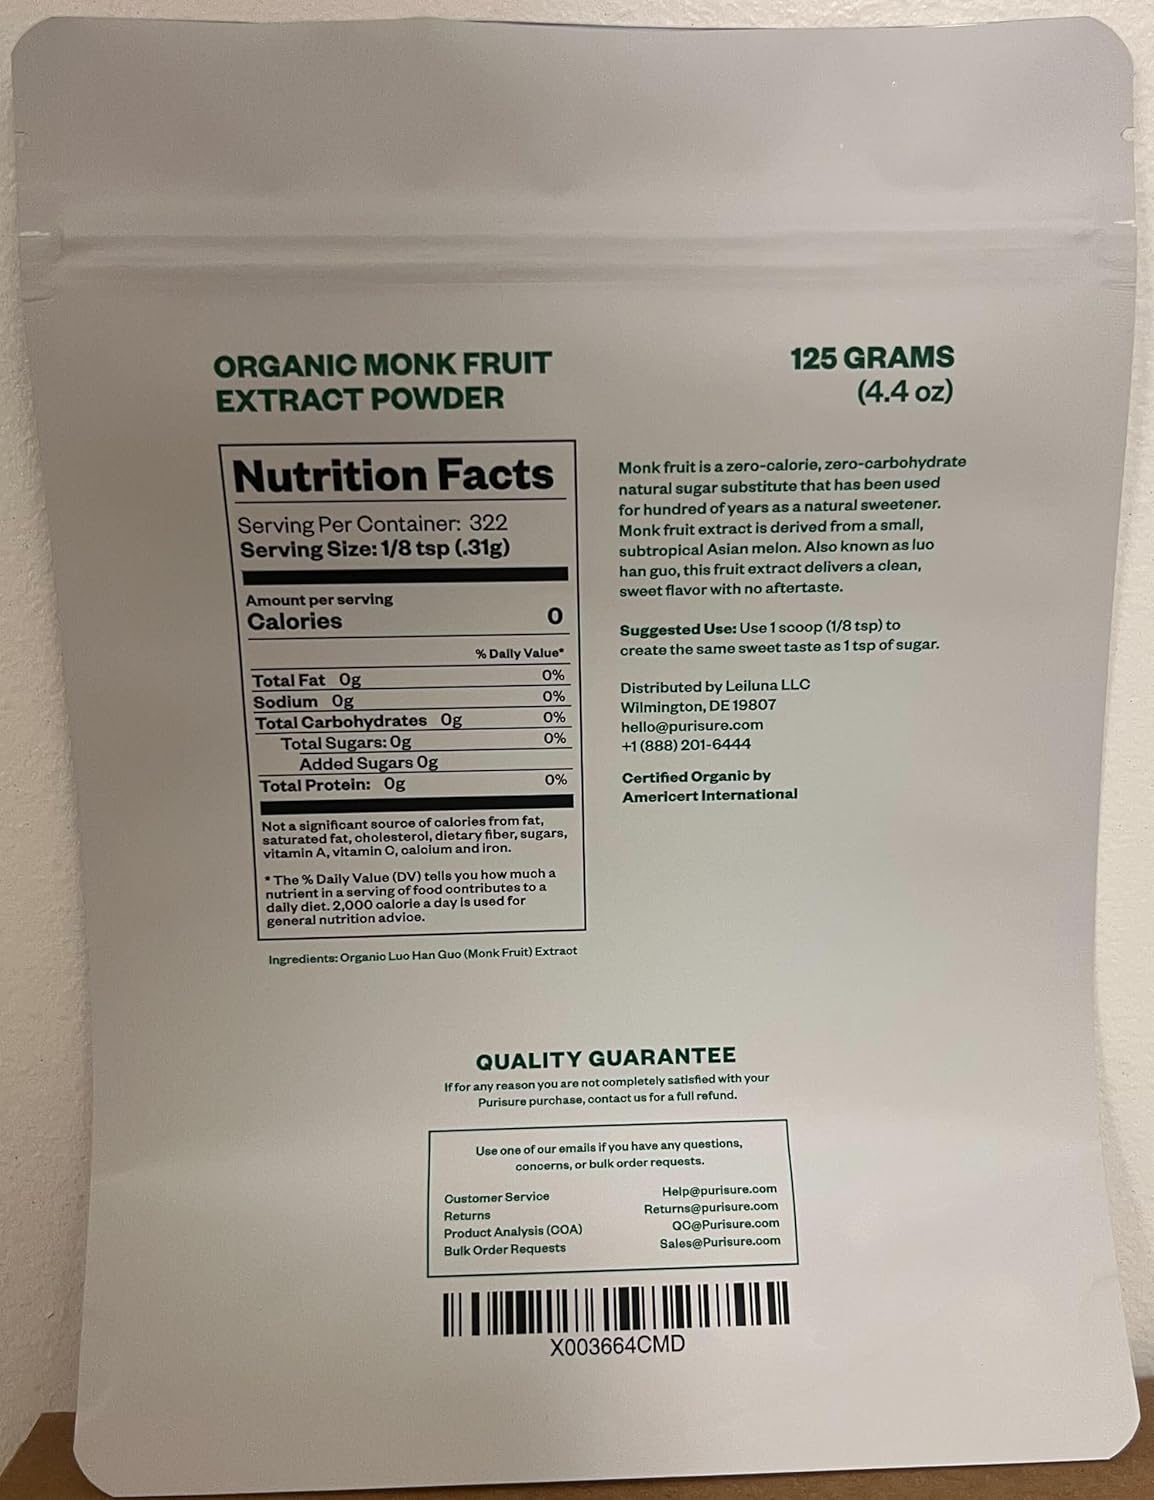 ORGANIC MONK FRUIT
EXTRACT POWDER
125 GRAMS
(4.4 oz)
Nutrition Facts
Serving Per Container: 322
Serving Size: 1/8 tsp (.31g)
Amount per serving
Calories 0
% Daily Value*
Total Fat 0g 0%
Sodium 0g 0%
Total Carbohydrates 0g 0%
Total Sugars: 0g 0%
Added Sugars 0g
Total Protein: 0g 0%
Not a significant source of calories from fat,
saturated fat, cholesterol, dietary fiber, sugars,
vitamin A, vitamin C, calcium and iron.
* The % Daily Value (DV) tells you how much a
nutrient in a serving of food contributes to a
daily diet. 2,000 calorie a day is used for
general nutrition advice.
Ingredients: Organic Luo Han Guo (Monk Fruit) Extract
Monk fruit is a zero-calorie, zero-carbohydrate
natural sugar substitute that has been used
for hundred of years as a natural sweetener.
Monk fruit extract is derived from a small,
subtropical Asian melon. Also known as luo
han guo, this fruit extract delivers a clean,
sweet flavor with no aftertaste.
Suggested Use: Use 1 scoop (1/8 tsp) to
create the same sweet taste as 1 tsp of sugar.
Distributed by Leiluna LLC
Wilmington, DE 19807
hello@purisure.com
+1 (888) 201-6444
Certified Organic by
Americert International
QUALITY GUARANTEE
If for any reason you are not completely satisfied with your
Purisure purchase, contact us for a full refund.
Use one of our emails if you have any questions,
concerns, or bulk order requests.
Customer Service Help@purisure.com
Returns Returns@purisure.com
Product Analysis (COA) QC@Purisure.com
Bulk Order Requests Sales@Purisure.com
X003664CMD